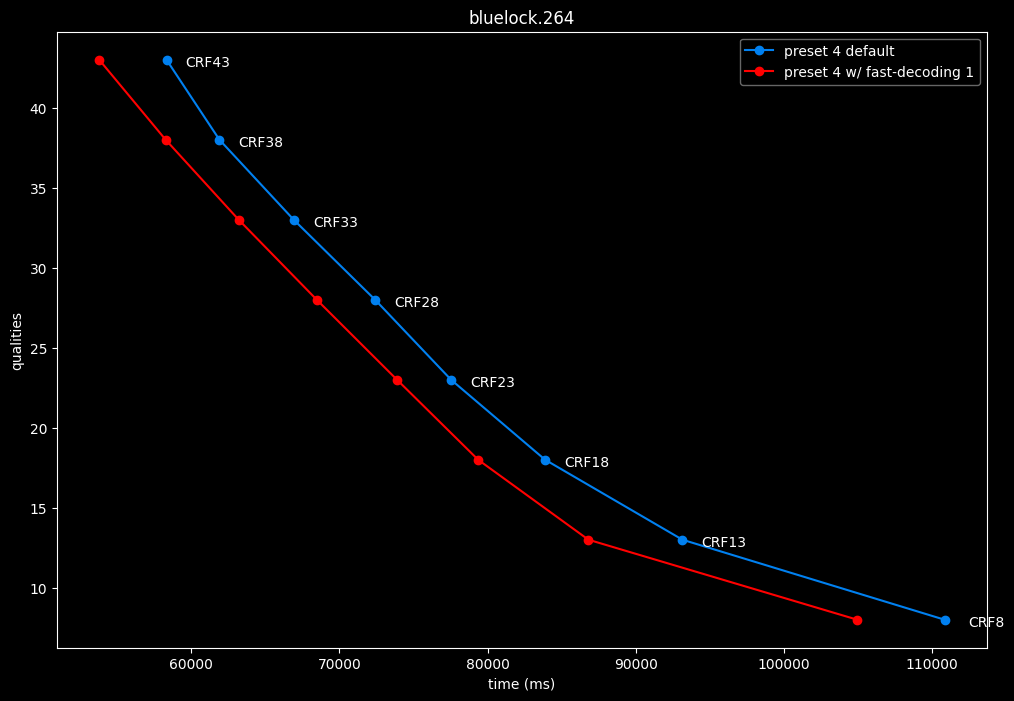 bluelock.264
preset 4 default
preset 4 w/ fast-decoding 1
CRF43
CRF38
CRF33
CRF28
CRF23
CRF18
CRF13
CRF8
qualities
40
35
30
25
20
15
10
60000
70000
80000
90000
100000
110000
time (ms)